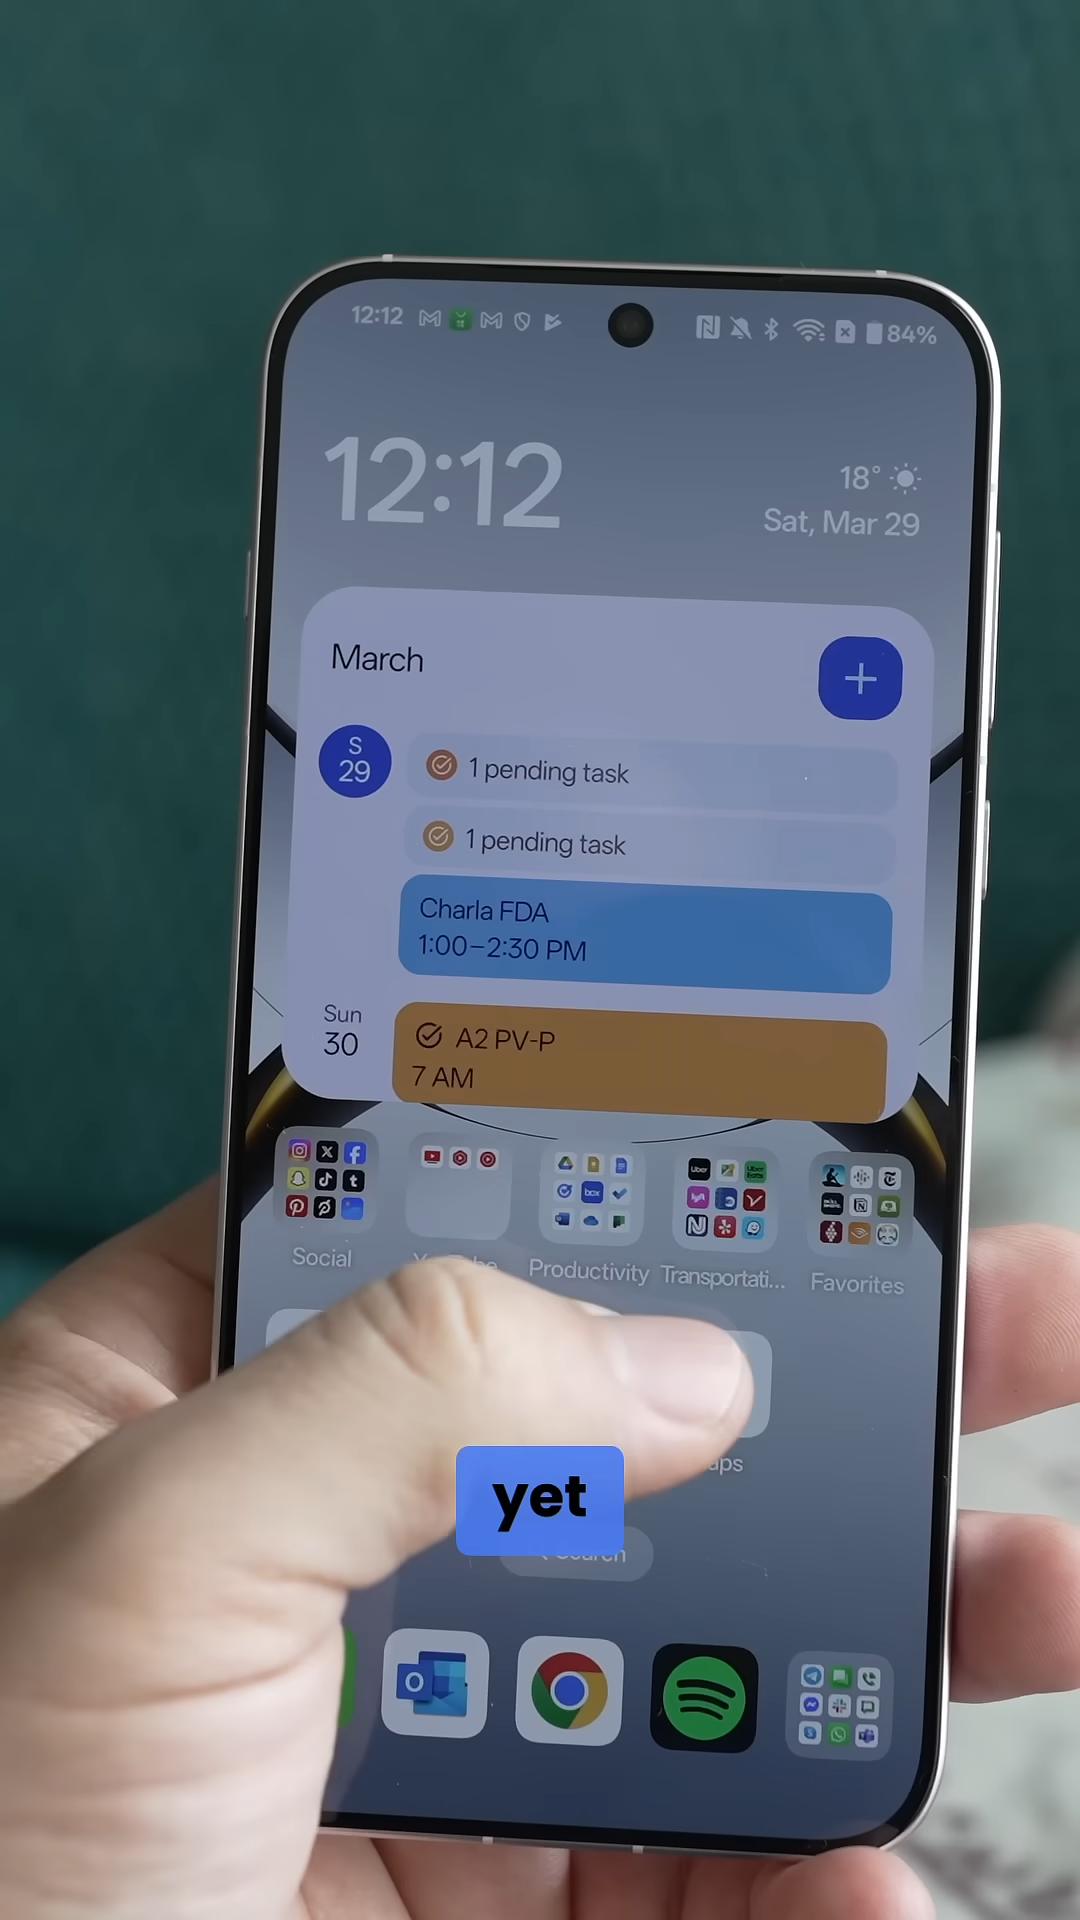 12:12
84%
12:12
18°
Sat, Mar 29
March
S
29
1 pending task
1 pending task
Charla FDA
1:00–2:30 PM
Sun
30
A2 PV-P
7 AM
Social
Productivity
Transportati...
Favorites
yet